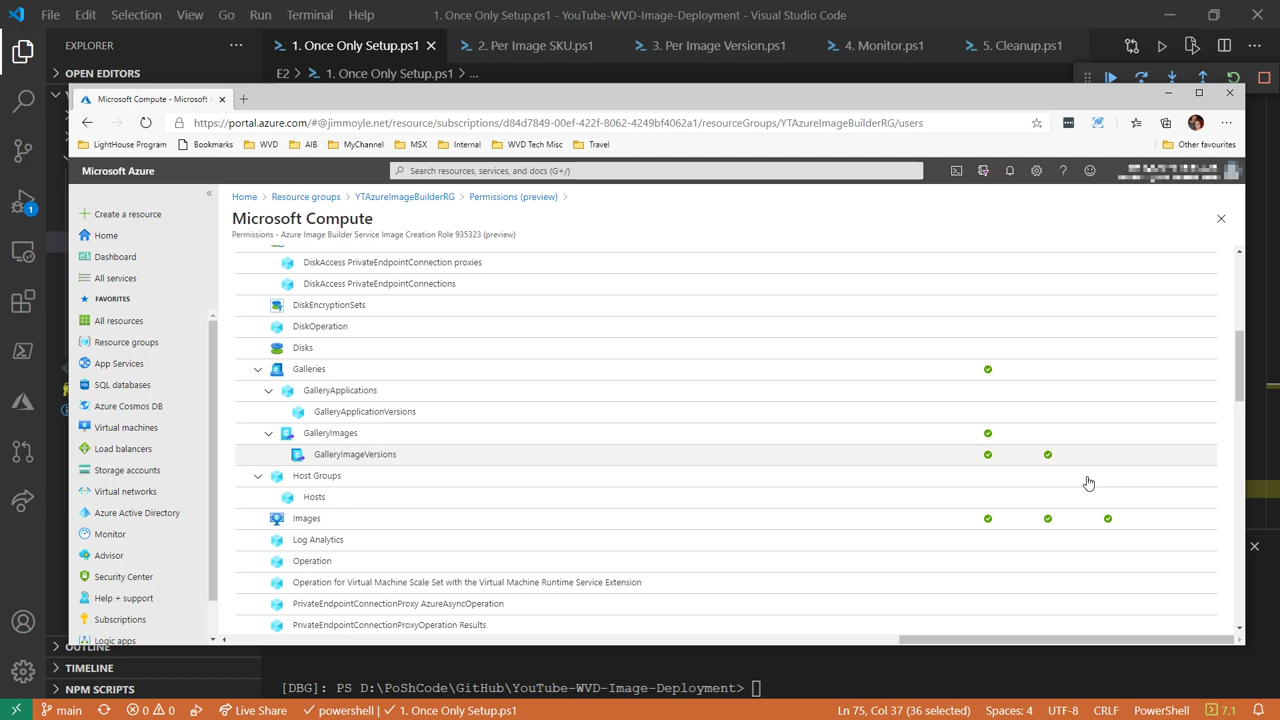 File Edit Selection View Go Run Terminal Help 1. Once Only Setup.ps1 - YouTube-WVD-Image-Deployment - Visual Studio Code
EXPLORER
1. Once Only Setup.ps1 2. Per Image SKU.ps1 3. Per Image Version.ps1 4. Monitor.ps1 5. Cleanup.ps1
OPEN EDITORS
E2 > 1. Once Only Setup.ps1 > ...
Microsoft Compute - Microsoft
https://portal.azure.com/#@jimmoyle.net/resource/subscriptions/d84d7849-00ef-422f-8062-4249bf4062a1/resourceGroups/YTAzureImageBuilderRG/users
LightHouse Program Bookmarks WVD AIB MyChannel MSX Internal WVD Tech Misc Travel Other favourites
Microsoft Azure
Search resources, services, and docs (G+/)
Home > Resource groups > YTAzureImageBuilderRG > Permissions (preview) >
Microsoft Compute
Permissions - Azure Image Builder Service Image Creation Role 935323 (preview)
Create a resource
Home
Dashboard
All services
FAVORITES
All resources
Resource groups
App Services
SQL databases
Azure Cosmos DB
Virtual machines
Load balancers
Storage accounts
Virtual networks
Azure Active Directory
Monitor
Advisor
Security Center
Help + support
Subscriptions
Logic apps
DiskAccess PrivateEndpointConnection proxies
DiskAccess PrivateEndpointConnections
DiskEncryptionSets
DiskOperation
Disks
Galleries
GalleryApplications
GalleryApplicationVersions
GalleryImages
GalleryImageVersions
Host Groups
Hosts
Images
Log Analytics
Operation
Operation for Virtual Machine Scale Set with the Virtual Machine Runtime Service Extension
PrivateEndpointConnectionProxy AzureAsyncOperation
PrivateEndpointConnectionProxyOperation Results
1
OUTLINE
TIMELINE
NPM SCRIPTS
[DBG]: PS D:\PoShCode\GitHub\YouTube-WVD-Image-Deployment>
main 0 0 Live Share powershell | 1. Once Only Setup.ps1 Ln 75, Col 37 (36 selected) Spaces: 4 UTF-8 CRLF PowerShell 7.1